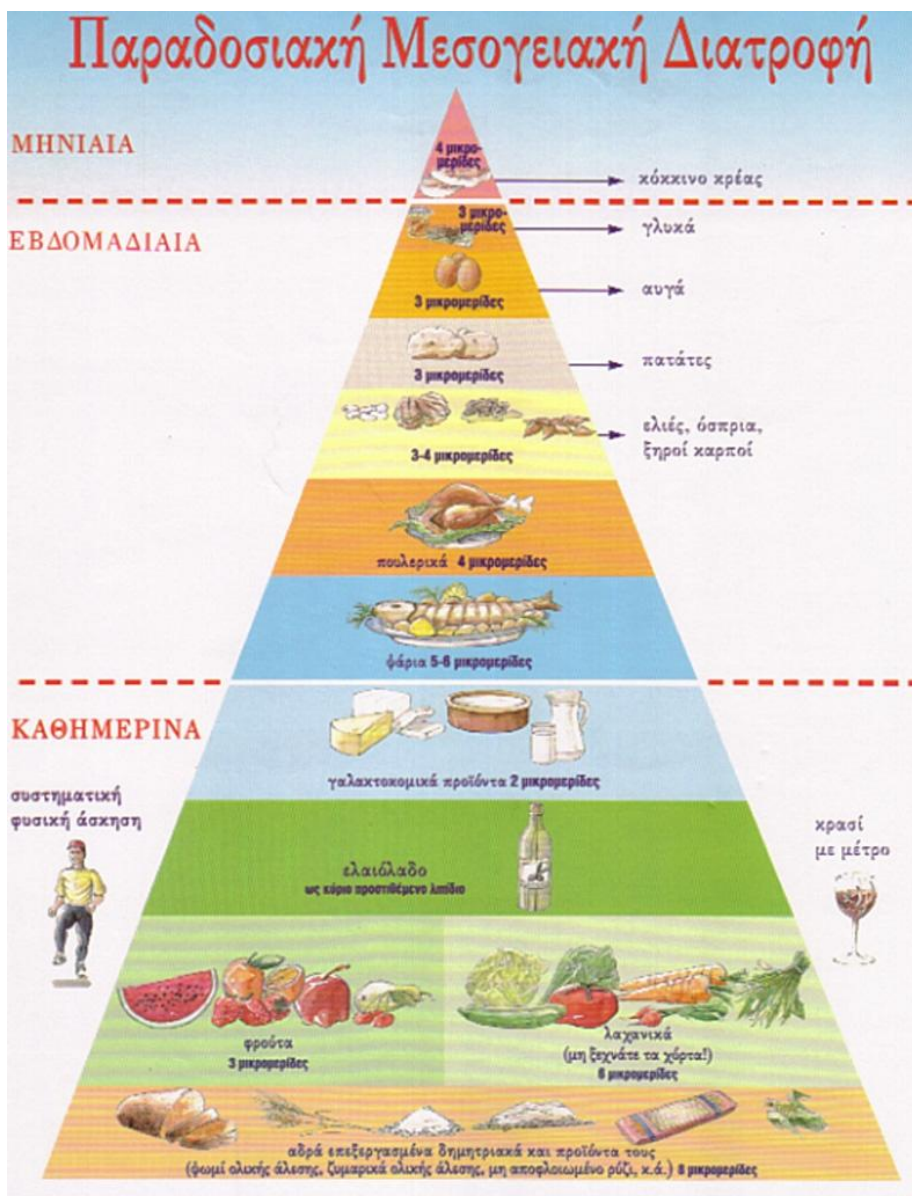 Παραδοσιακή Μεσογειακή Διατροφή
ΜΗΝΙΑΙΑ
4 μικρο-
μερίδες
κόκκινο κρέας
ΕΒΔΟΜΑΔΙΑΙΑ
3 μικρο-
μερίδες
γλυκά
3 μικρομερίδες
αυγά
3 μικρομερίδες
πατάτες
3-4 μικρομερίδες
ελιές, όσπρια,
ξηροί καρποί
πουλερικά 4 μικρομερίδες
ψάρια 5-6 μικρομερίδες
ΚΑΘΗΜΕΡΙΝΑ
γαλακτοκομικά προϊόντα 2 μικρομερίδες
συστηματική
φυσική άσκηση
ελαιόλαδο
ως κύριο προστιθέμενο λιπίδιο
κρασί
με μέτρο
φρούτα
3 μικρομερίδες
λαχανικά
(μη ξεχνάτε τα χόρτα!)
6 μικρομερίδες
αδρά επεξεργασμένα δημητριακά και προϊόντα τους
(ψωμί ολικής άλεσης, ζυμαρικά ολικής άλεσης, μη αποφλοιωμένο ρύζι, κ.ά.) 8 μικρομερίδες